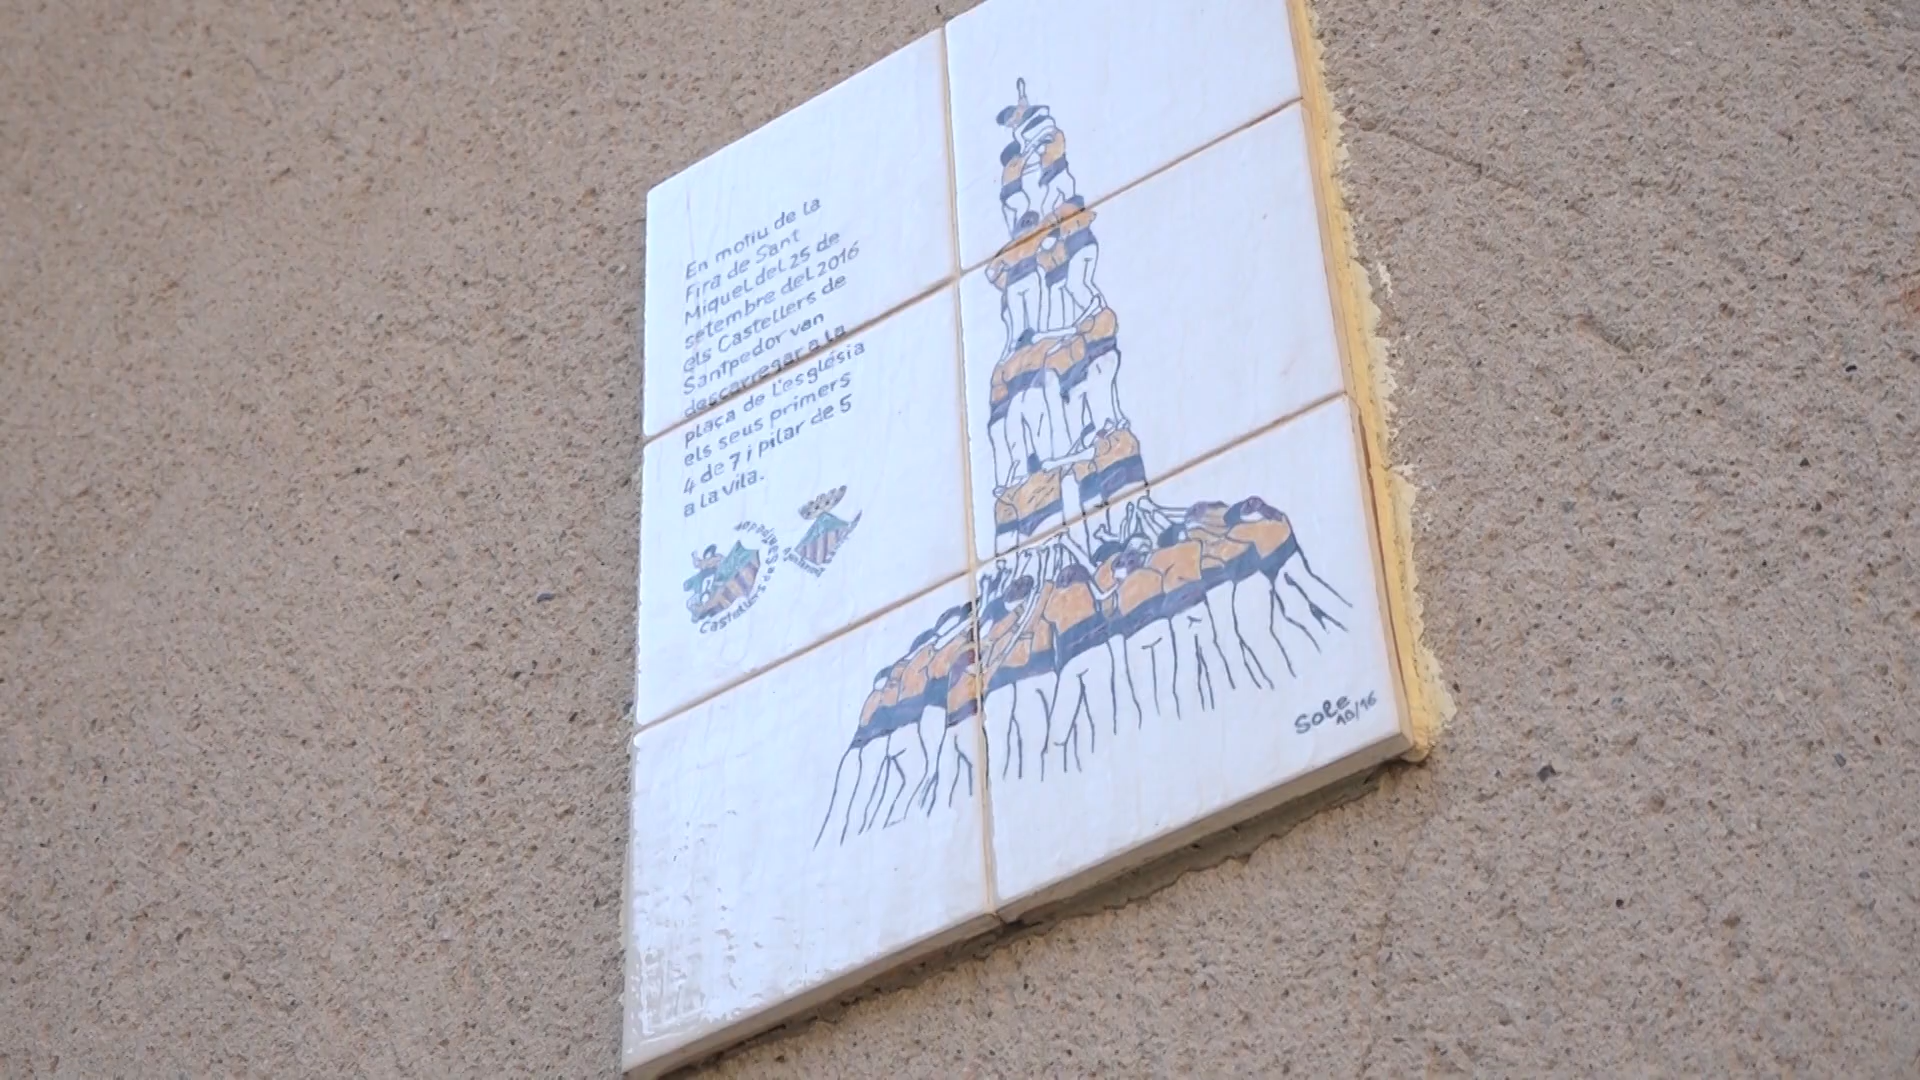 En motiu de la
Fira de Sant
Miquel del 25 de
setembre del 2016
els Castellers de
Santpedor van
descarregar a la
plaça de l'església
els seus primers
4 de 7 i pilar de 5
a la vila.
Castellers de Santpedor
Santpedor
Sole
10/16